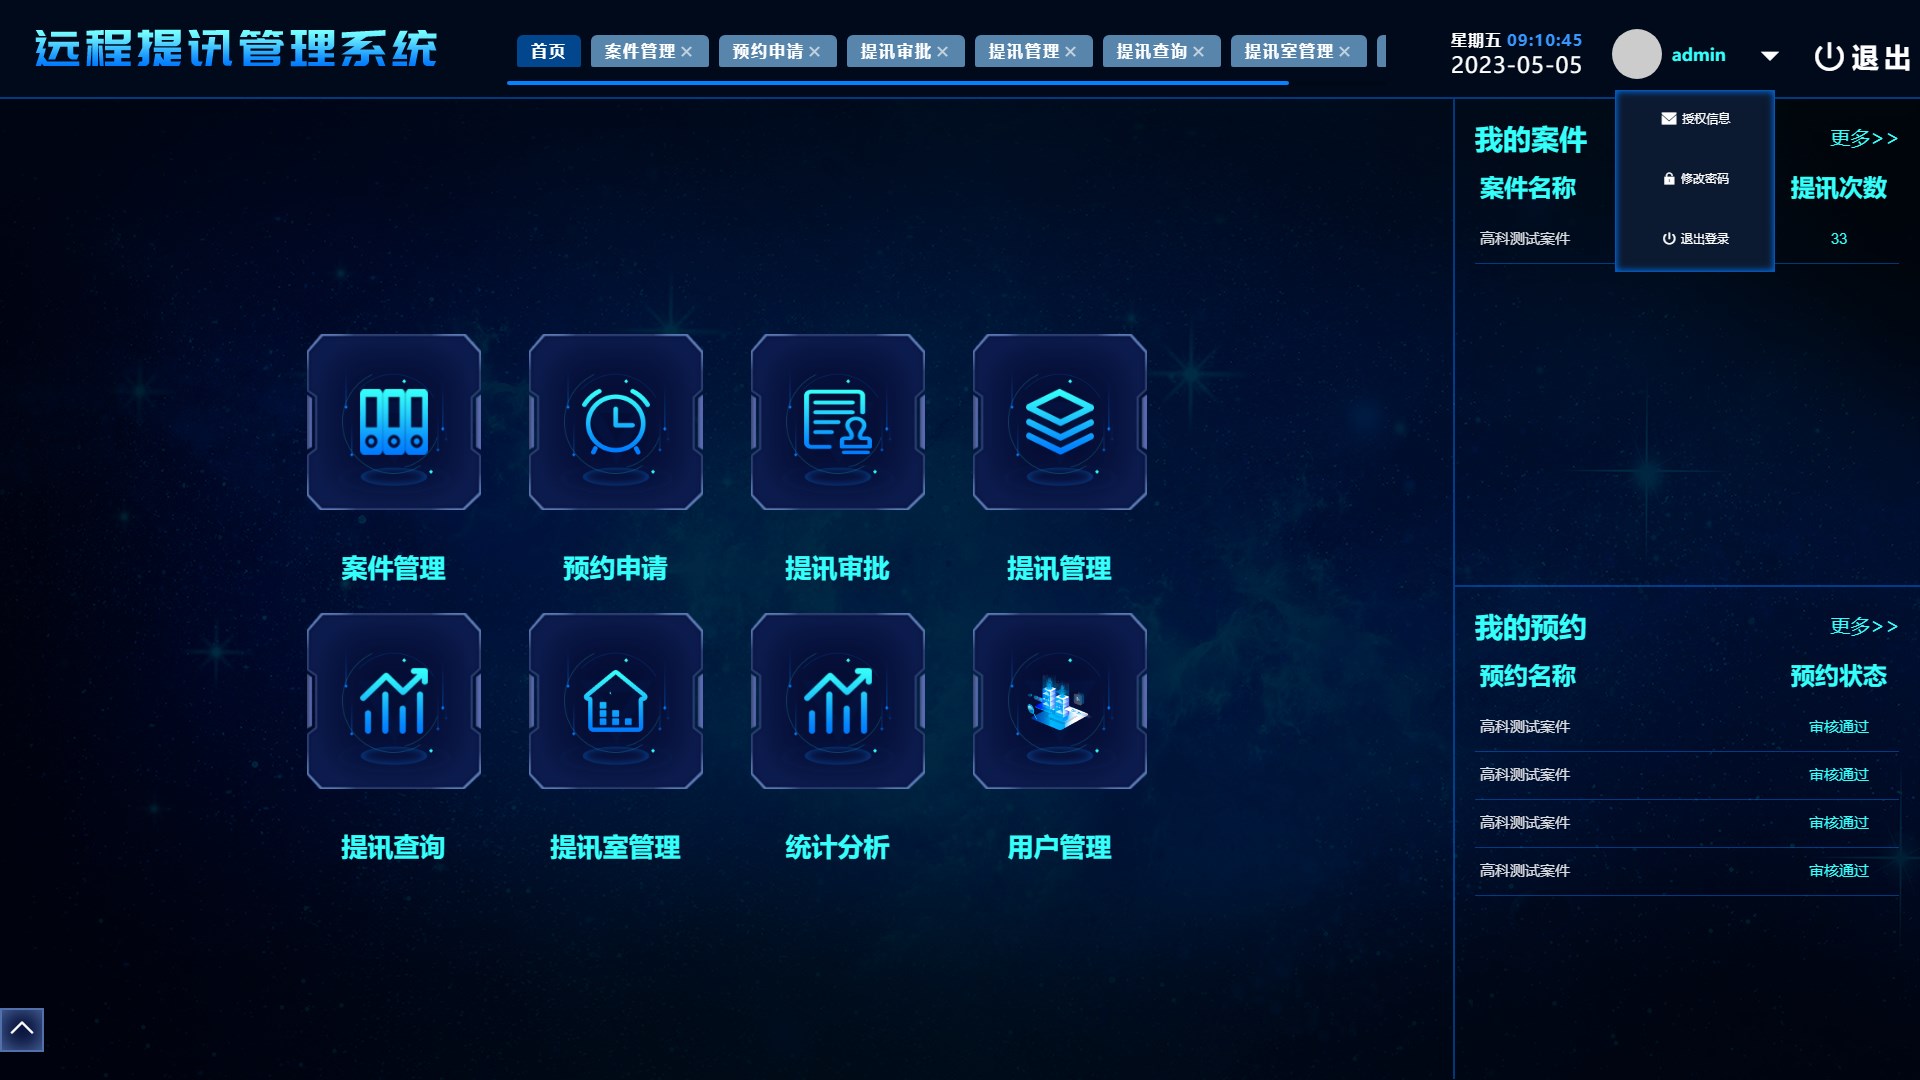 远程提讯管理系统
首页 案件管理 预约申请 提讯审批 提讯管理 提讯查询 提讯室管理
星期五 09:10:45
2023-05-05
admin
退出
授权信息
修改密码
退出登录
我的案件 更多>>
案件名称 提讯次数
高科测试案件 33
案件管理 预约申请 提讯审批 提讯管理
提讯查询 提讯室管理 统计分析 用户管理
我的预约 更多>>
预约名称 预约状态
高科测试案件 审核通过
高科测试案件 审核通过
高科测试案件 审核通过
高科测试案件 审核通过